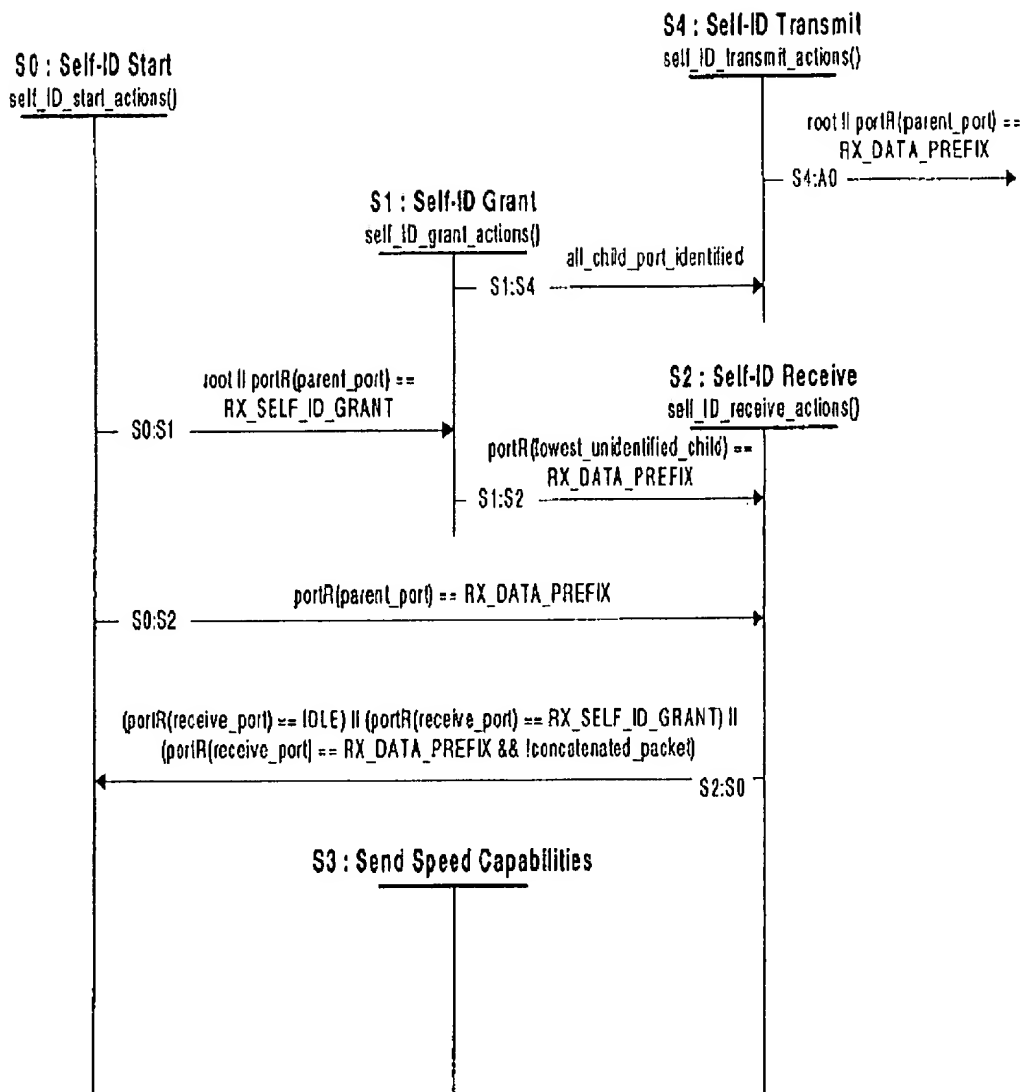 S4 : Self-ID Transmit
self_ID_transmit_actions()
S0 : Self-ID Start
self_ID_start_actions()
root || portR(parent_port) ==
RX_DATA_PREFIX
S4:A0
S1 : Self-ID Grant
self_ID_grant_actions()
all_child_port_identified
S1:S4
root || portR(parent_port) ==
RX_SELF_ID_GRANT
S0:S1
S2 : Self-ID Receive
self_ID_receive_actions()
portR(lowest_unidentified_child) ==
RX_DATA_PREFIX
S1:S2
portR(parent_port) == RX_DATA_PREFIX
S0:S2
(portR(receive_port) == IDLE) || (portR(receive_port) == RX_SELF_ID_GRANT) ||
(portR(receive_port] == RX_DATA_PREFIX && !concatenated_packet)
S2:S0
S3 : Send Speed Capabilities